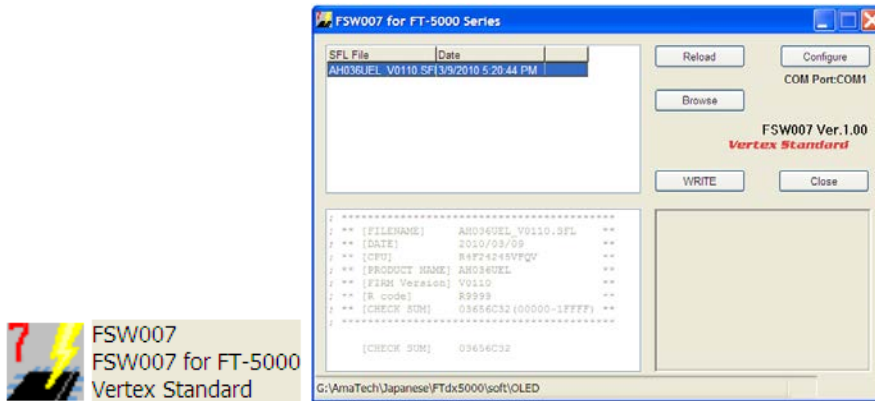 FSW007
FSW007 for FT-5000
Vertex Standard
FSW007 for FT-5000 Series
SFL File Date
AH036UEL_V0110.SFI 3/9/2010 5:20:44 PM
Reload Configure
COM Port:COM1
Browse
FSW007 Ver.1.00
Vertex Standard
WRITE Close
; *******************************************
; ** [FILENAME] AH036UEL_V0110.SFL **
; ** [DATE] 2010/03/09 **
; ** [CPU] R4F24245VFQV **
; ** [PRODUCT NAME] AH036UEL **
; ** [FIRM Version] V0110 **
; ** [R code] R9999 **
; ** [CHECK SUM] 03656C32(00000-1FFFF) **
; *******************************************
[CHECK SUM] 03656C32
G:\AmaTech\Japanese\FTdx5000\soft\OLED